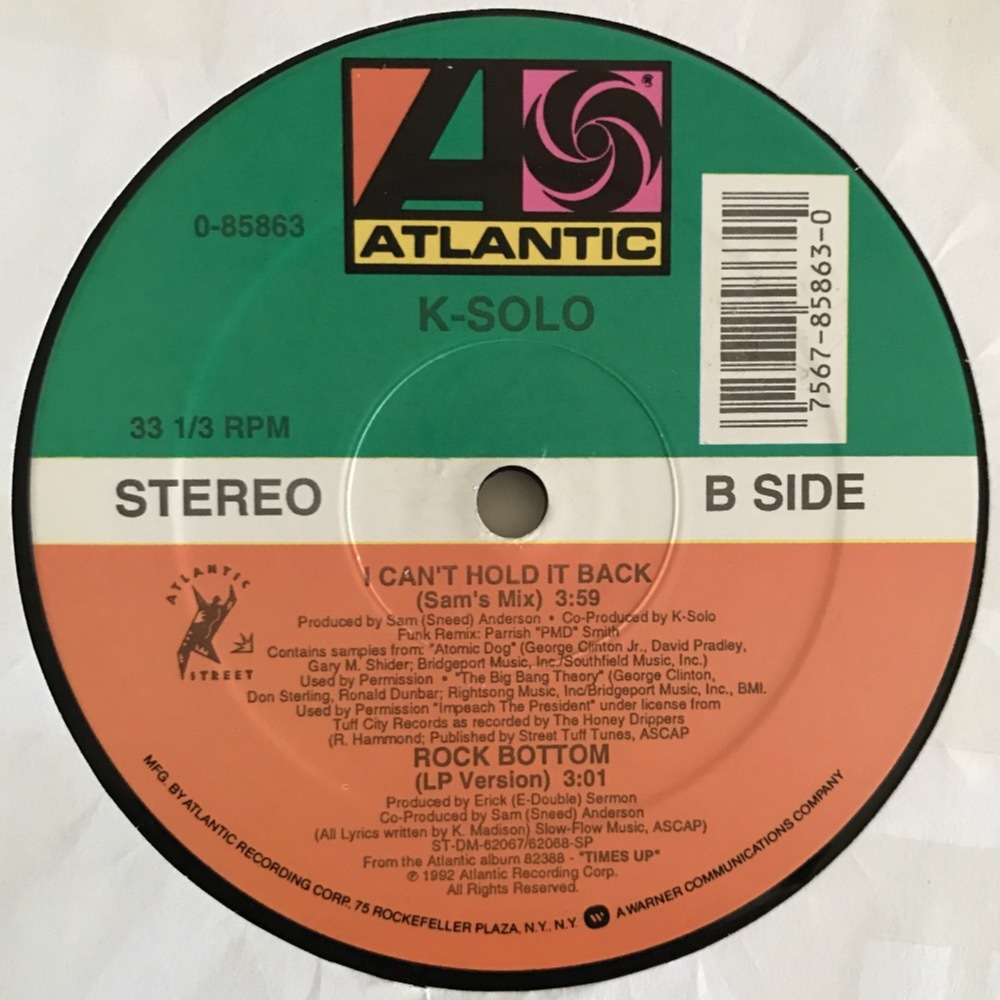 ATLANTIC
0-85863
K-SOLO
7567-85863-0
33 1/3 RPM
STEREO
B SIDE
I CAN'T HOLD IT BACK
(Sam's Mix) 3:59
Produced by Sam (Sneed) Anderson • Co-Produced by K-Solo
Funk Remix: Parrish "PMD" Smith
Contains samples from: "Atomic Dog" (George Clinton Jr., David Pradley,
Gary M. Shider; Bridgeport Music, Inc./Southfield Music, Inc.)
Used by Permission • "The Big Bang Theory" (George Clinton,
Don Sterling, Ronald Dunbar; Rightsong Music, Inc/Bridgeport Music, Inc., BMI.
Used by Permission "Impeach The President" under license from
Tuff City Records as recorded by The Honey Drippers
(R. Hammond; Published by Street Tuff Tunes, ASCAP
ATLANTIC
STREET
ROCK BOTTOM
(LP Version) 3:01
Produced by Erick (E-Double) Sermon
Co-Produced by Sam (Sneed) Anderson
(All Lyrics written by K. Madison) Slow-Flow Music, ASCAP)
ST-DM-62067/62068-SP
From the Atlantic album 82388 - "TIMES UP"
℗ 1992 Atlantic Recording Corp.
All Rights Reserved.
MFG. BY ATLANTIC RECORDING CORP., 75 ROCKEFELLER PLAZA, N.Y., N.Y. A WARNER COMMUNICATIONS COMPANY